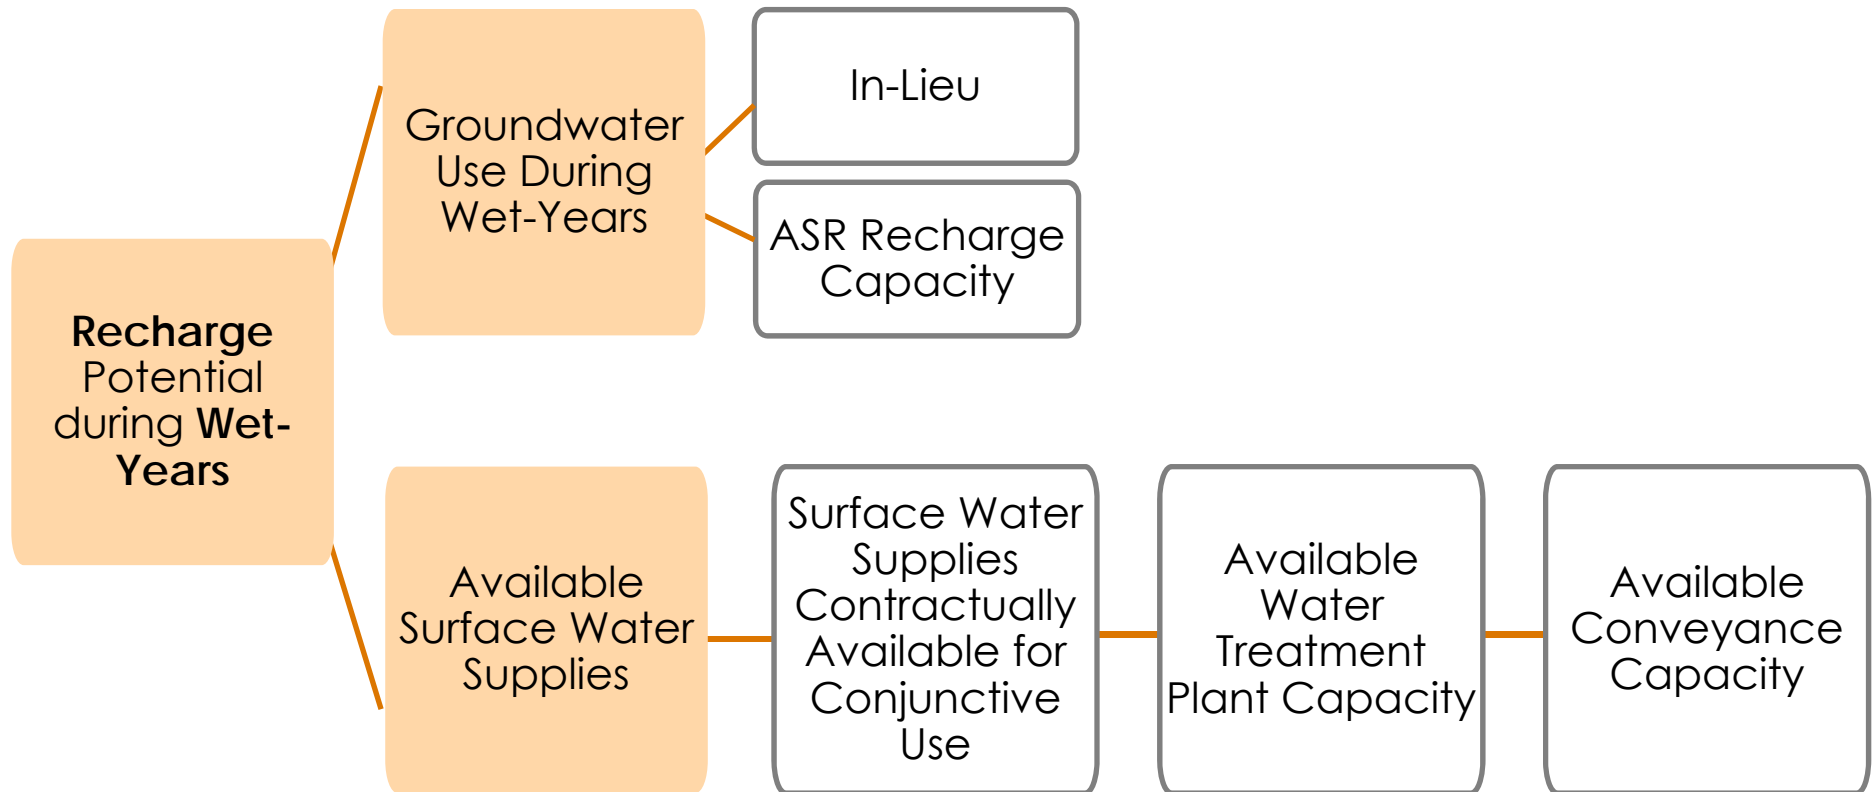 Recharge
Potential
during Wet-
Years
Groundwater
Use During
Wet-Years
In-Lieu
ASR Recharge
Capacity
Available
Surface Water
Supplies
Surface Water
Supplies
Contractually
Available for
Conjunctive
Use
Available
Water
Treatment
Plant Capacity
Available
Conveyance
Capacity